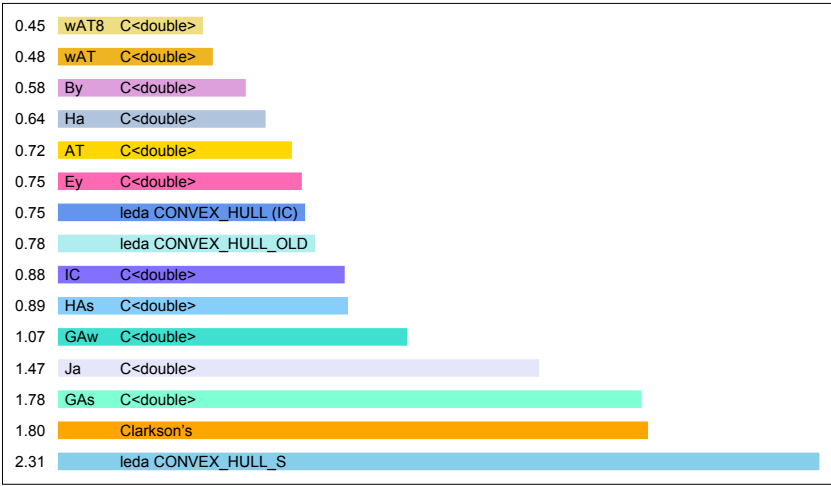 0.45 wAT8 C<double>
0.48 wAT C<double>
0.58 By C<double>
0.64 Ha C<double>
0.72 AT C<double>
0.75 Ey C<double>
0.75 leda CONVEX_HULL (IC)
0.78 leda CONVEX_HULL_OLD
0.88 IC C<double>
0.89 HAs C<double>
1.07 GAw C<double>
1.47 Ja C<double>
1.78 GAs C<double>
1.80 Clarkson's
2.31 leda CONVEX_HULL_S